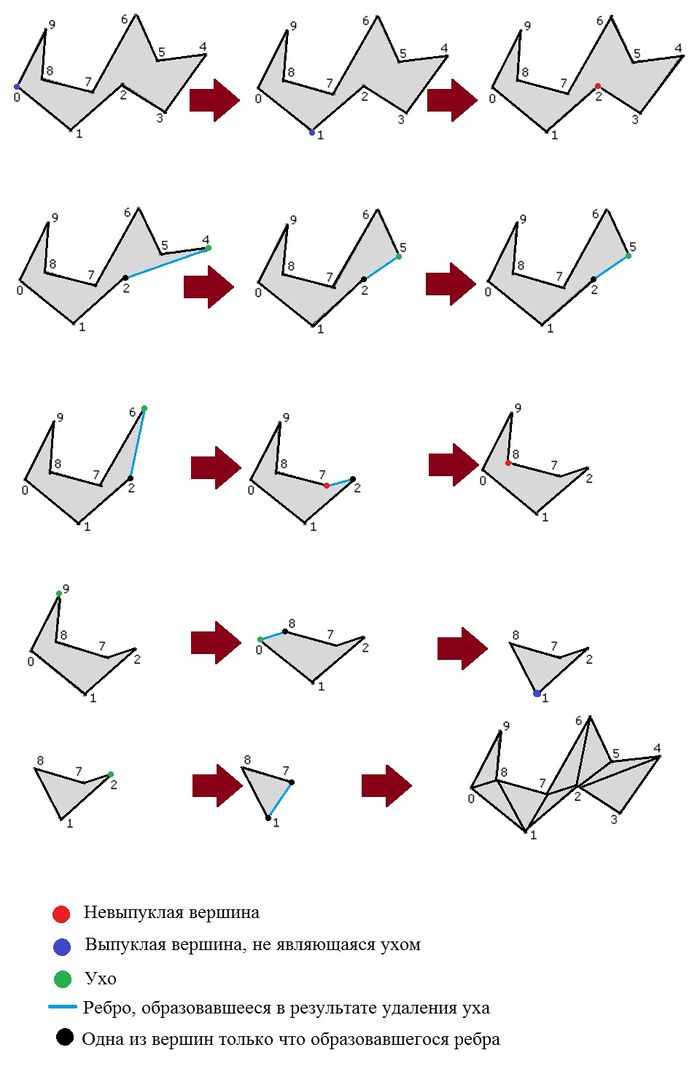 6 9 5 4 8 7 2 0 3 1
6 9 5 4 8 7 2 0 3 1
6 9 5 4 8 7 2 0 3 1
6 9 5 4 8 7 2 0 1
6 9 5 8 7 2 0 1
6 9 5 8 7 2 0 1
6 9 8 7 2 0 1
9 8 7 2 0 1
9 8 7 2 0 1
9 8 7 2 0 1
8 7 0 2 1
8 7 2 1
8 7 2 1
8 7 1
6 9 5 4 8 7 2 0 3 1
Невыпуклая вершина
Выпуклая вершина, не являющаяся ухом
Ухо
Ребро, образовавшееся в результате удаления уха
Одна из вершин только что образовавшегося ребра